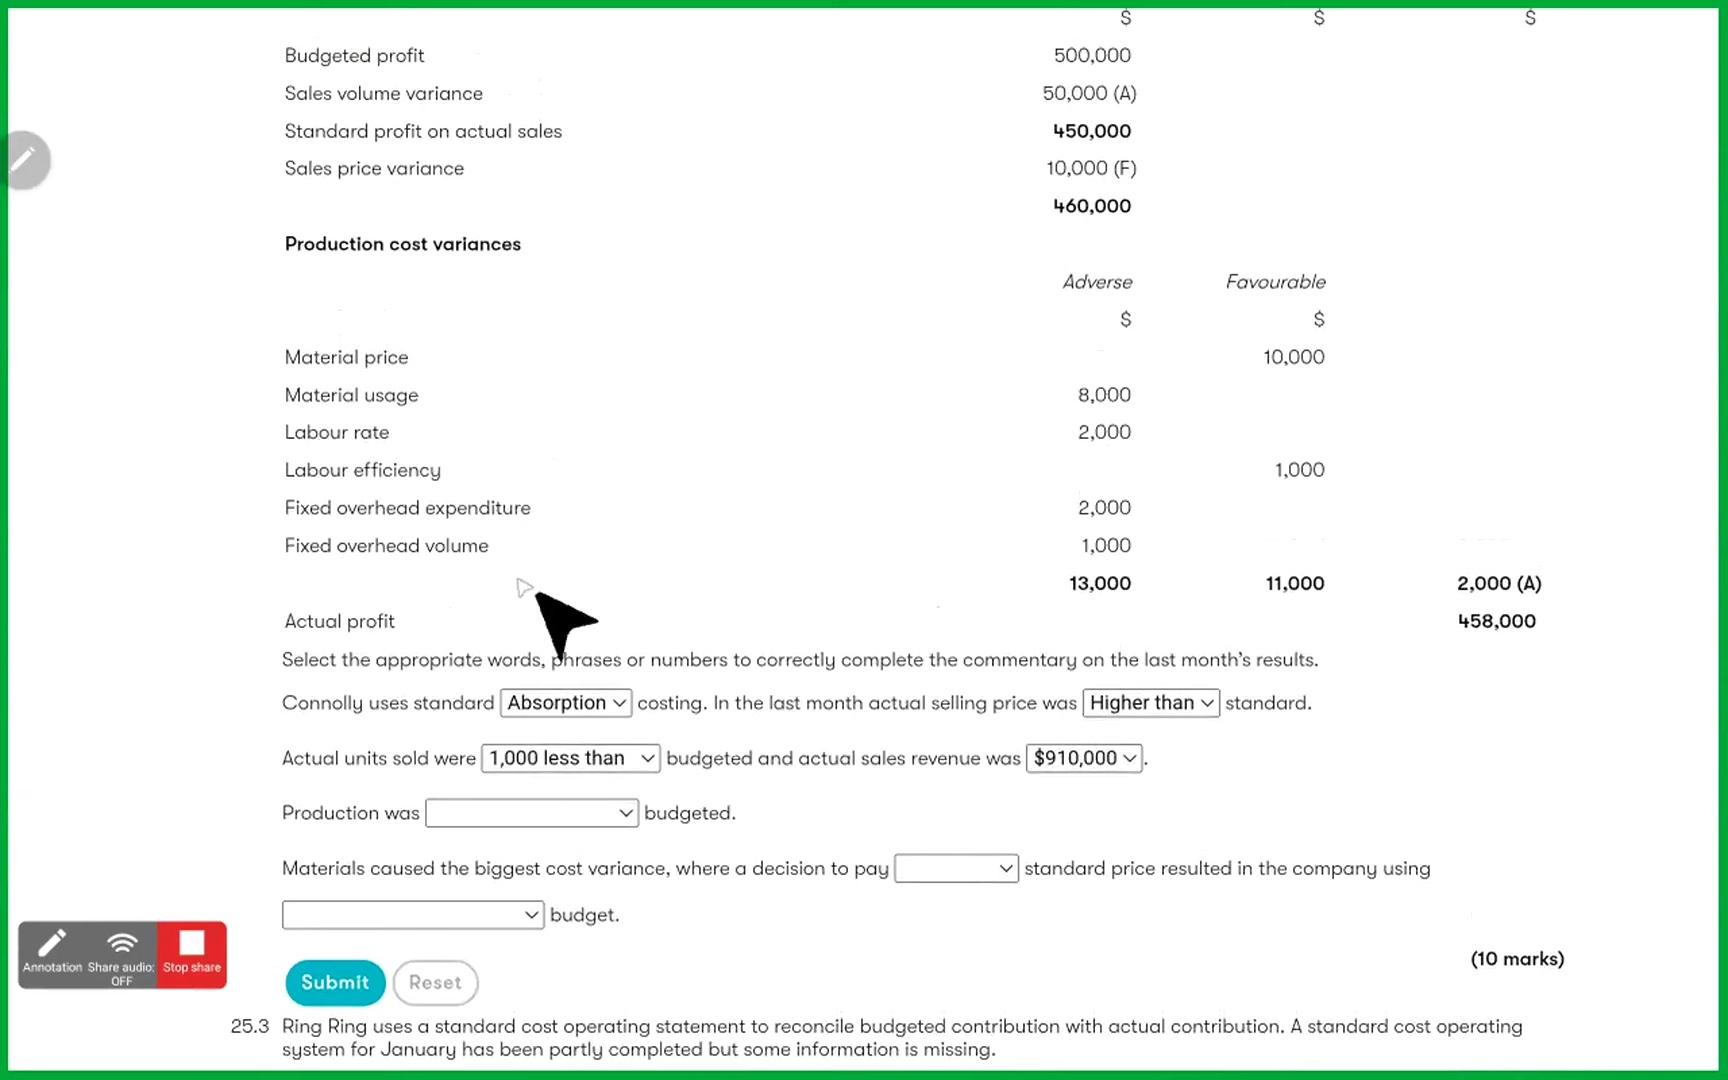 $ $ $
Budgeted profit 500,000
Sales volume variance 50,000 (A)
Standard profit on actual sales 450,000
Sales price variance 10,000 (F)
460,000
Production cost variances
Adverse Favourable
$ $
Material price 10,000
Material usage 8,000
Labour rate 2,000
Labour efficiency 1,000
Fixed overhead expenditure 2,000
Fixed overhead volume 1,000
13,000 11,000 2,000 (A)
Actual profit 458,000
Select the appropriate words, phrases or numbers to correctly complete the commentary on the last month's results.
Connolly uses standard Absorption costing. In the last month actual selling price was Higher than standard.
Actual units sold were 1,000 less than budgeted and actual sales revenue was $910,000.
Production was budgeted.
Materials caused the biggest cost variance, where a decision to pay standard price resulted in the company using
budget.
Annotation Share audio: OFF Stop share
(10 marks)
Submit Reset
25.3 Ring Ring uses a standard cost operating statement to reconcile budgeted contribution with actual contribution. A standard cost operating
system for January has been partly completed but some information is missing.